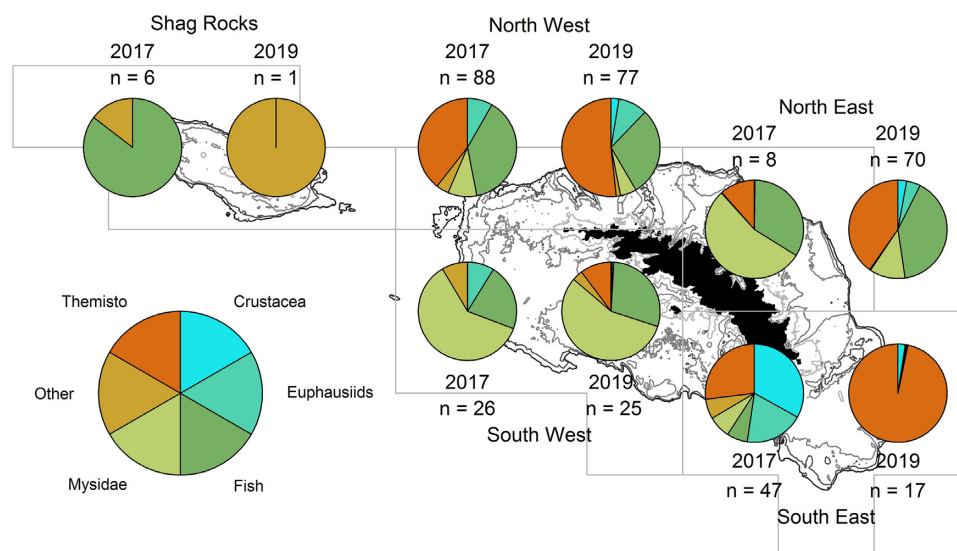 Shag Rocks
2017
n = 6
2019
n = 1
North West
2017
n = 88
2019
n = 77
North East
2017
n = 8
2019
n = 70
Themisto
Crustacea
Other
Euphausiids
Mysidae
Fish
2017
n = 26
2019
n = 25
South West
2017
n = 47
2019
n = 17
South East